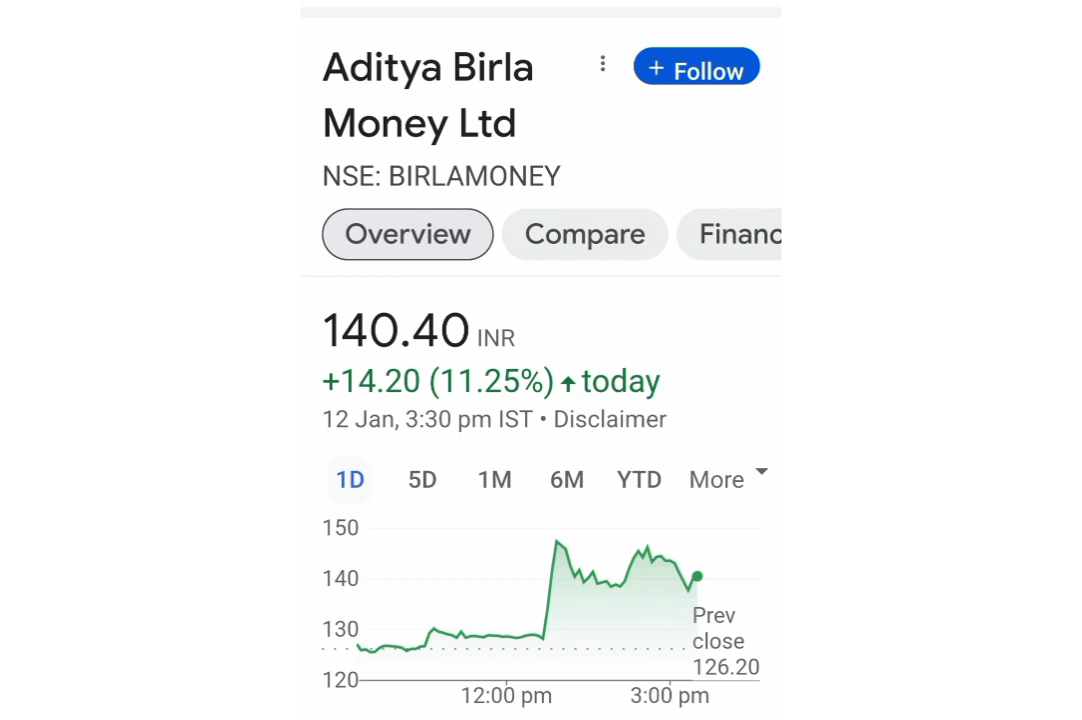 Aditya Birla
Money Ltd
+ Follow
NSE: BIRLAMONEY
Overview Compare Financ
140.40 INR
+14.20 (11.25%) ↑ today
12 Jan, 3:30 pm IST • Disclaimer
1D 5D 1M 6M YTD More
150
140
130
120
Prev
close
126.20
12:00 pm 3:00 pm